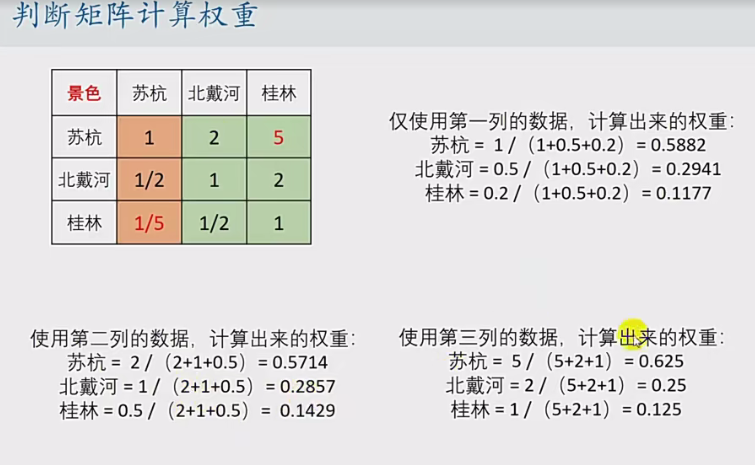 判断矩阵计算权重
景色 苏杭 北戴河 桂林
苏杭 1 2 5
北戴河 1/2 1 2
桂林 1/5 1/2 1
仅使用第一列的数据，计算出来的权重：
苏杭 = 1 /（1+0.5+0.2）= 0.5882
北戴河 = 0.5 /（1+0.5+0.2）= 0.2941
桂林 = 0.2 /（1+0.5+0.2）= 0.1177
使用第二列的数据，计算出来的权重：
苏杭 = 2 /（2+1+0.5）= 0.5714
北戴河 = 1 /（2+1+0.5）= 0.2857
桂林 = 0.5 /（2+1+0.5）= 0.1429
使用第三列的数据，计算出来的权重：
苏杭 = 5 /（5+2+1）= 0.625
北戴河 = 2 /（5+2+1）= 0.25
桂林 = 1 /（5+2+1）= 0.125